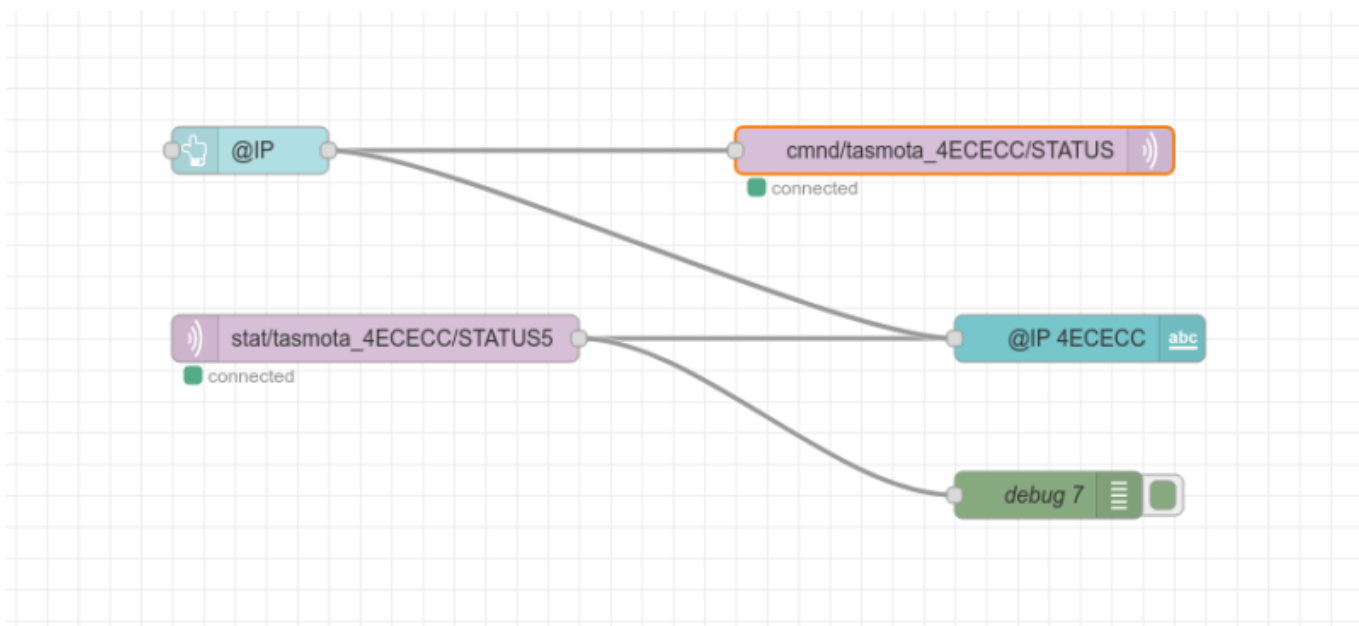 @IP
cmnd/tasmota_4ECECC/STATUS
connected
stat/tasmota_4ECECC/STATUS5
@IP 4ECECC
abc
connected
debug 7